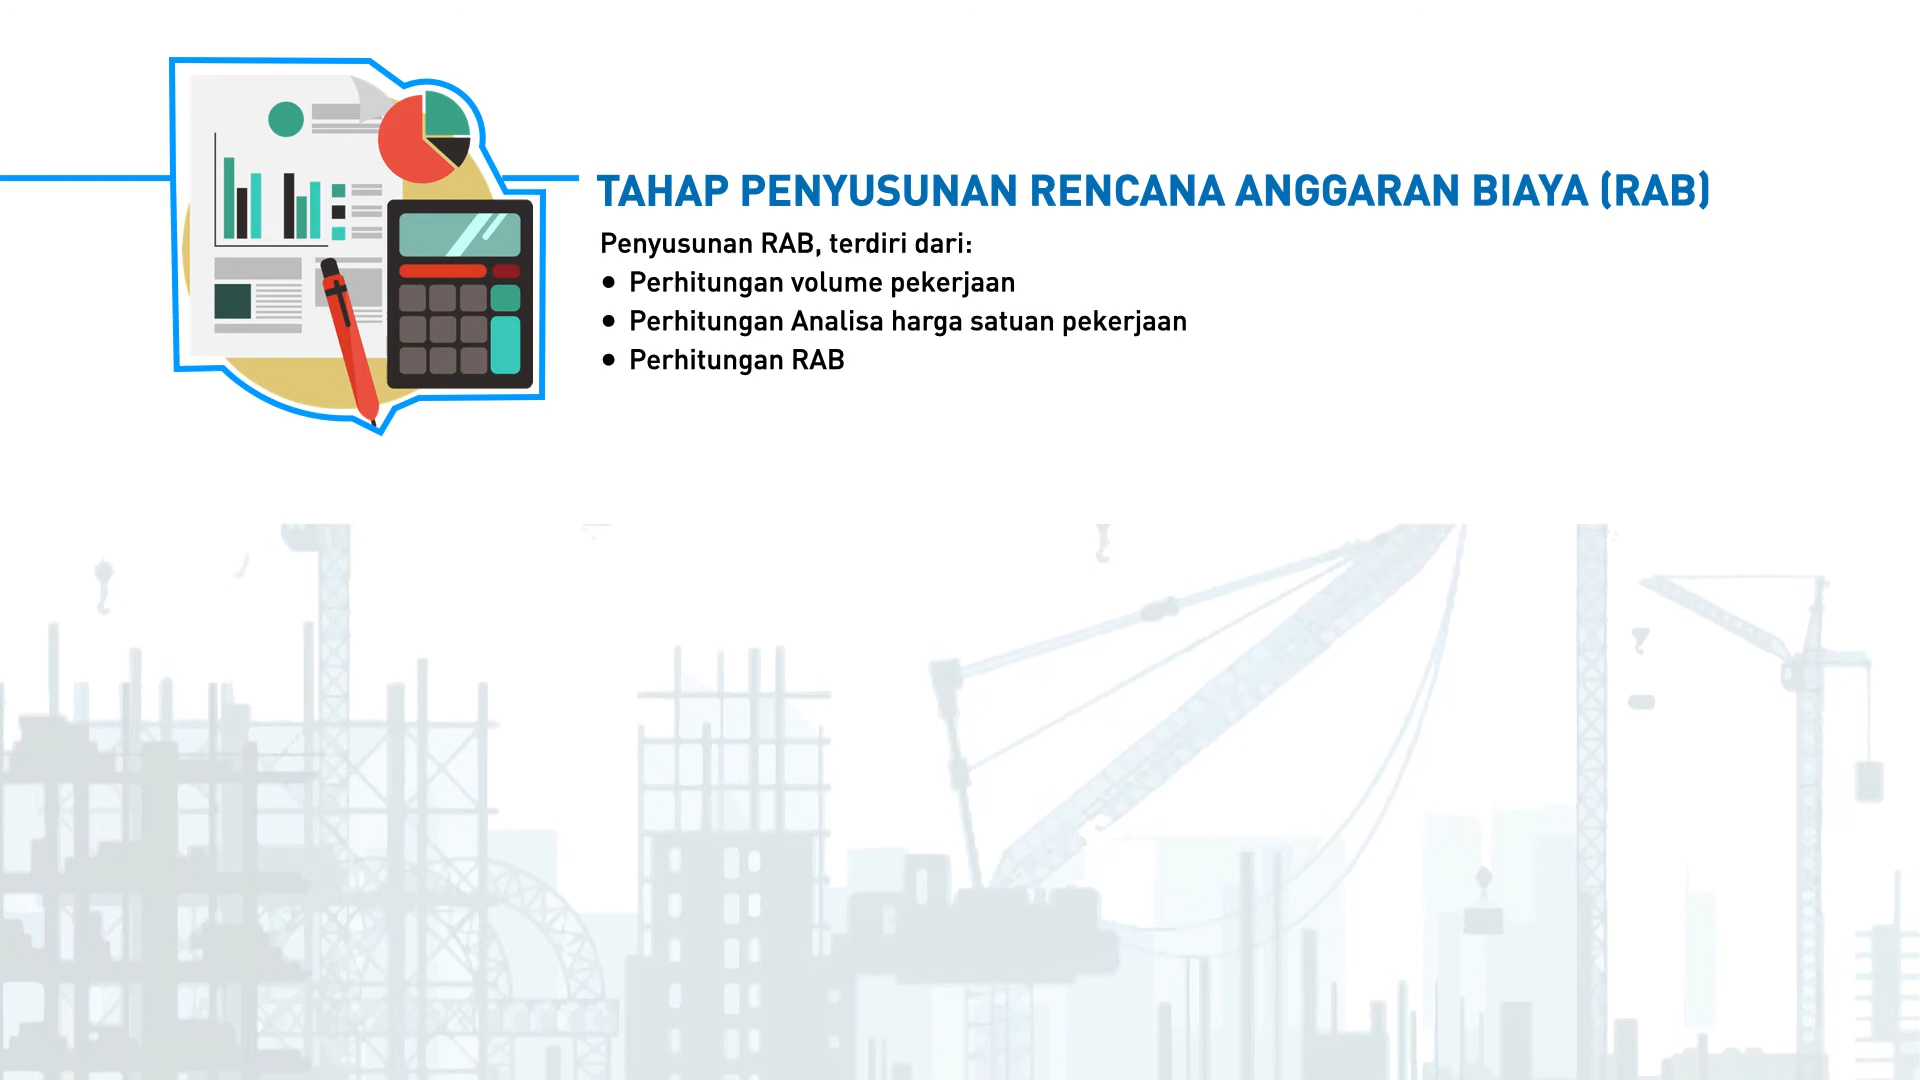 TAHAP PENYUSUNAN RENCANA ANGGARAN BIAYA (RAB)
Penyusunan RAB, terdiri dari:
● Perhitungan volume pekerjaan
● Perhitungan Analisa harga satuan pekerjaan
● Perhitungan RAB